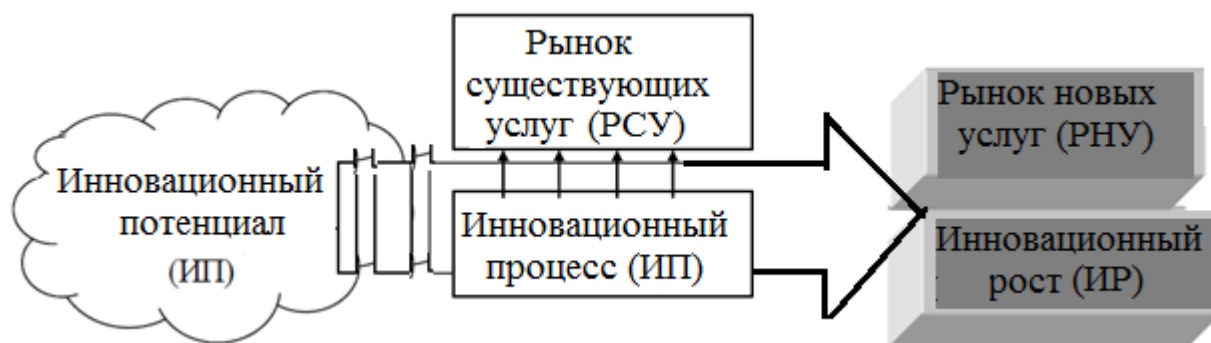 Инновационный
потенциал
(ИП)
Рынок
существующих
услуг (РСУ)
Инновационный
процесс (ИП)
Рынок новых
услуг (РНУ)
Инновационный
рост (ИР)